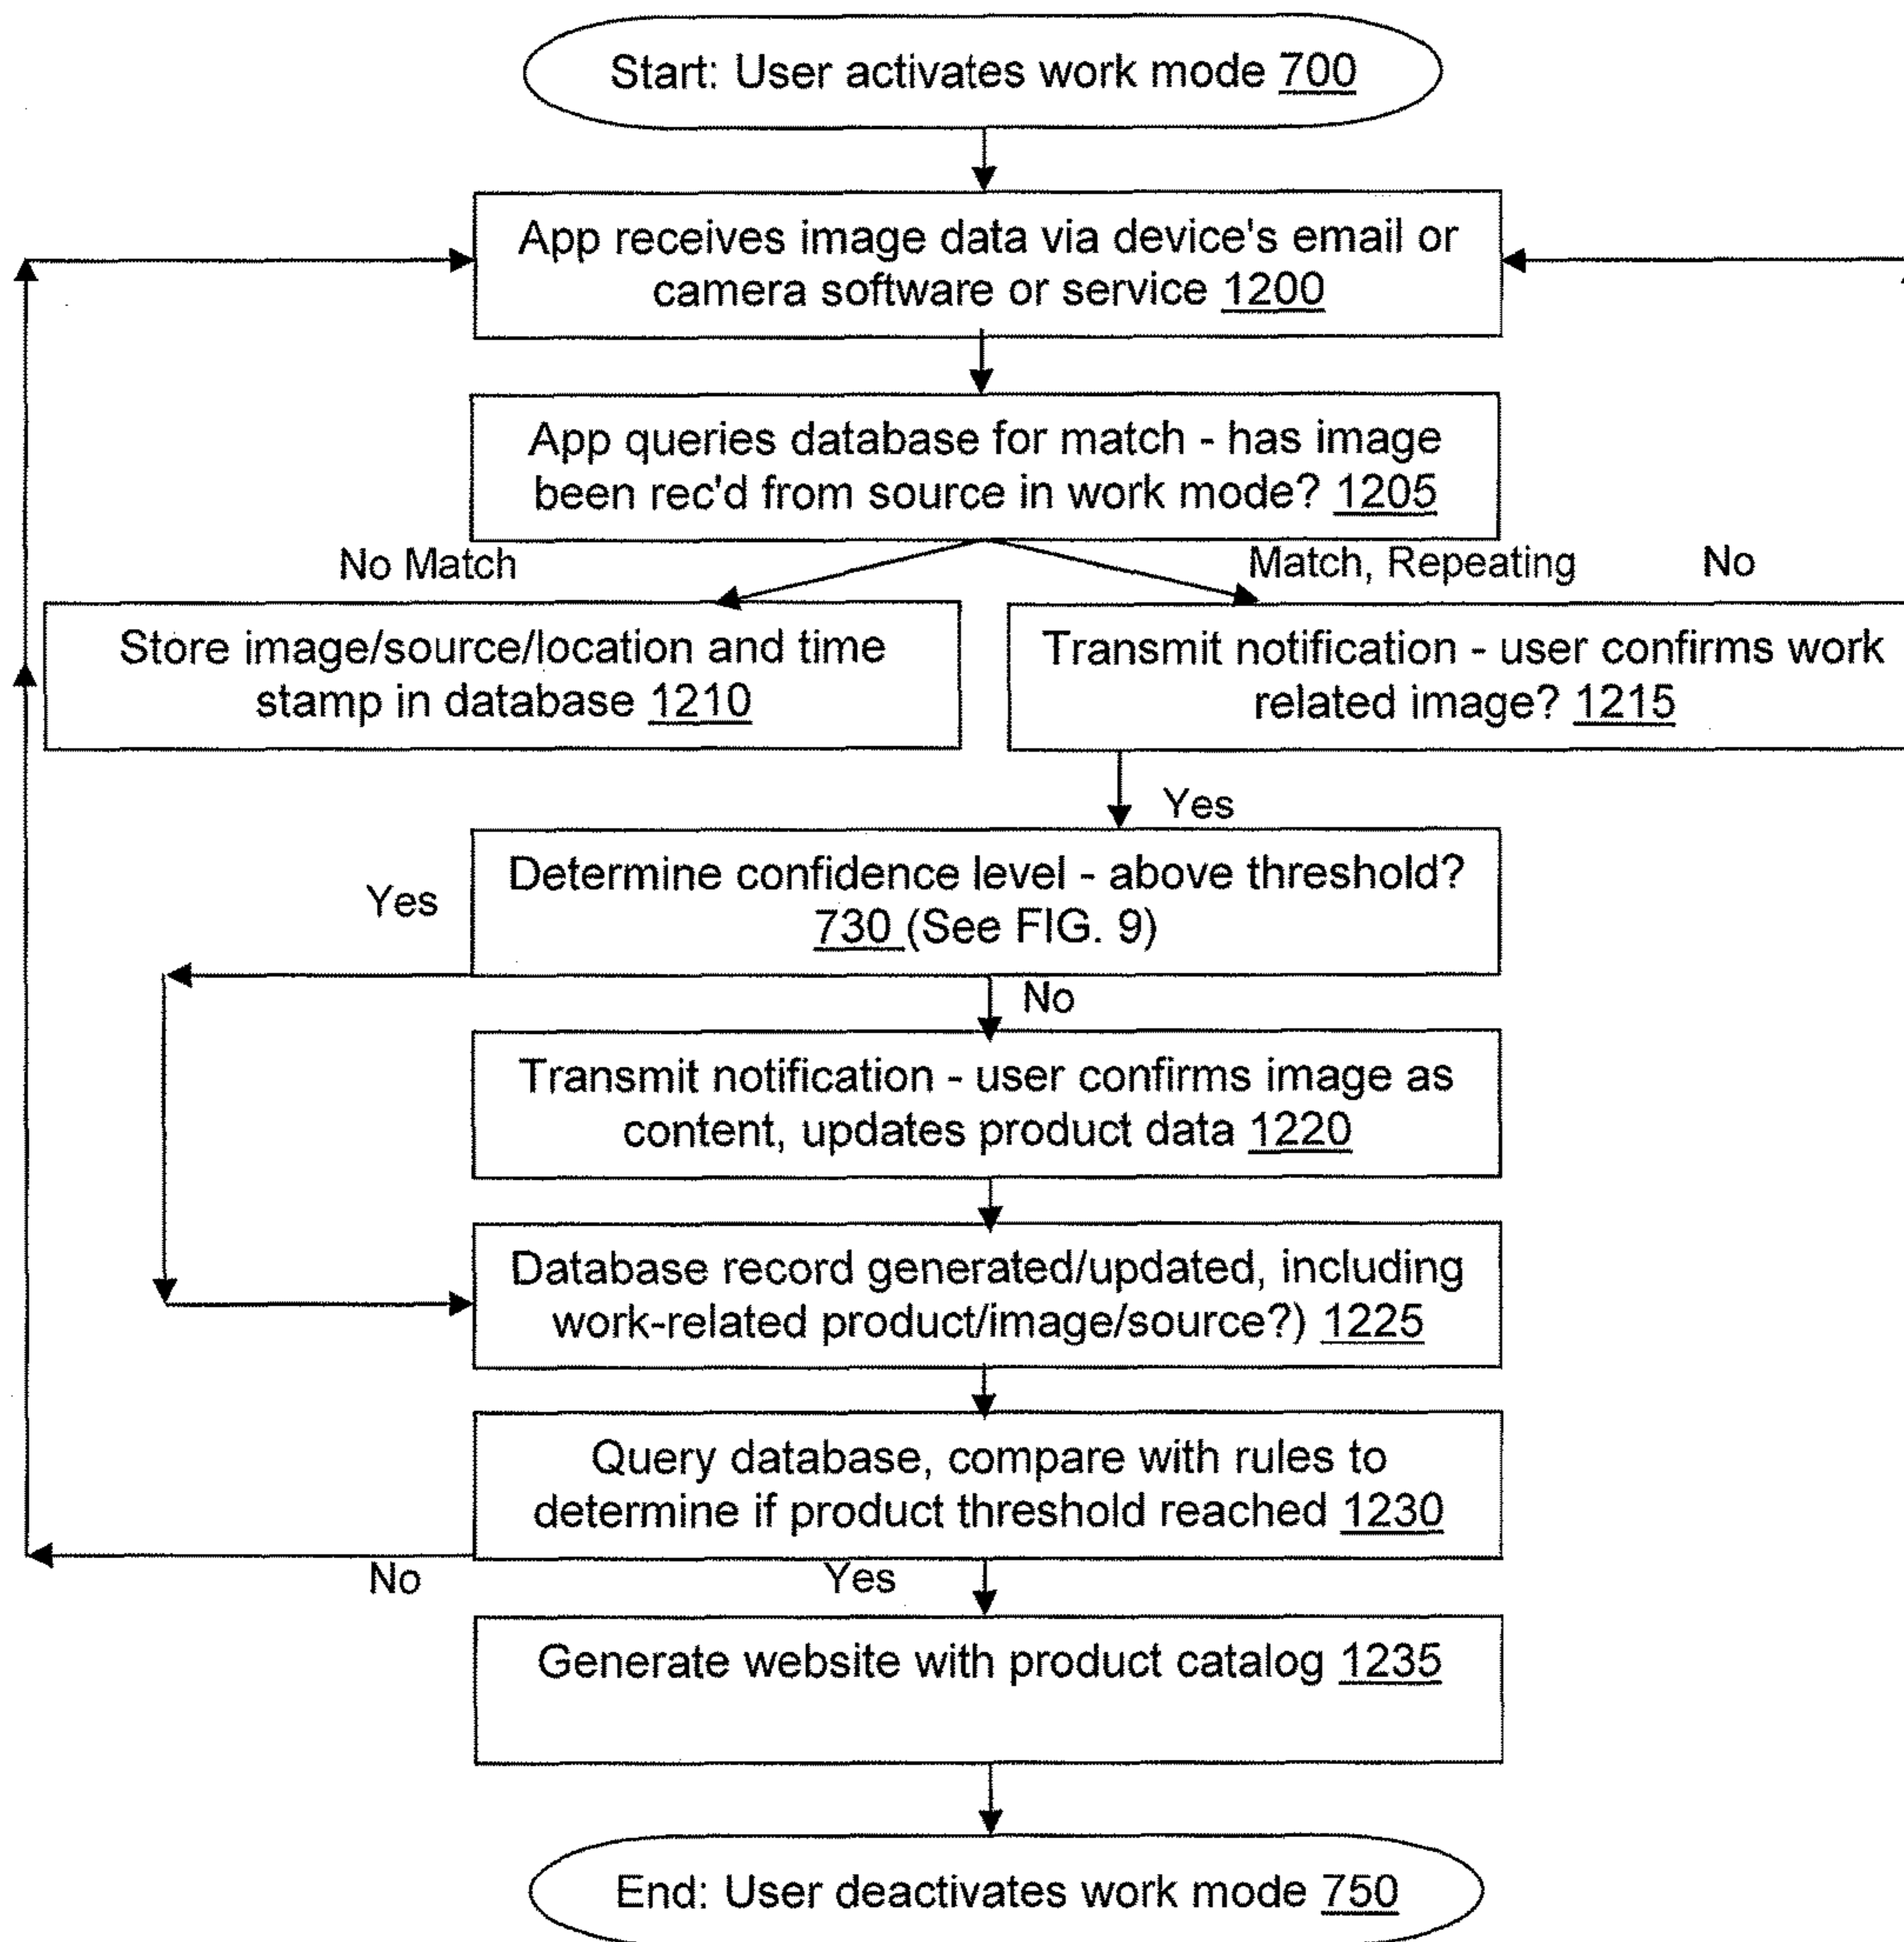 Start: User activates work mode 700
App receives image data via device's email or
camera software or service 1200
App queries database for match - has image
been rec'd from source in work mode? 1205
No Match
Match, Repeating
No
Store image/source/location and time
stamp in database 1210
Transmit notification - user confirms work
related image? 1215
Yes
Determine confidence level - above threshold?
730 (See FIG. 9)
Yes
No
Transmit notification - user confirms image as
content, updates product data 1220
Database record generated/updated, including
work-related product/image/source?) 1225
Query database, compare with rules to
determine if product threshold reached 1230
No
Yes
Generate website with product catalog 1235
End: User deactivates work mode 750